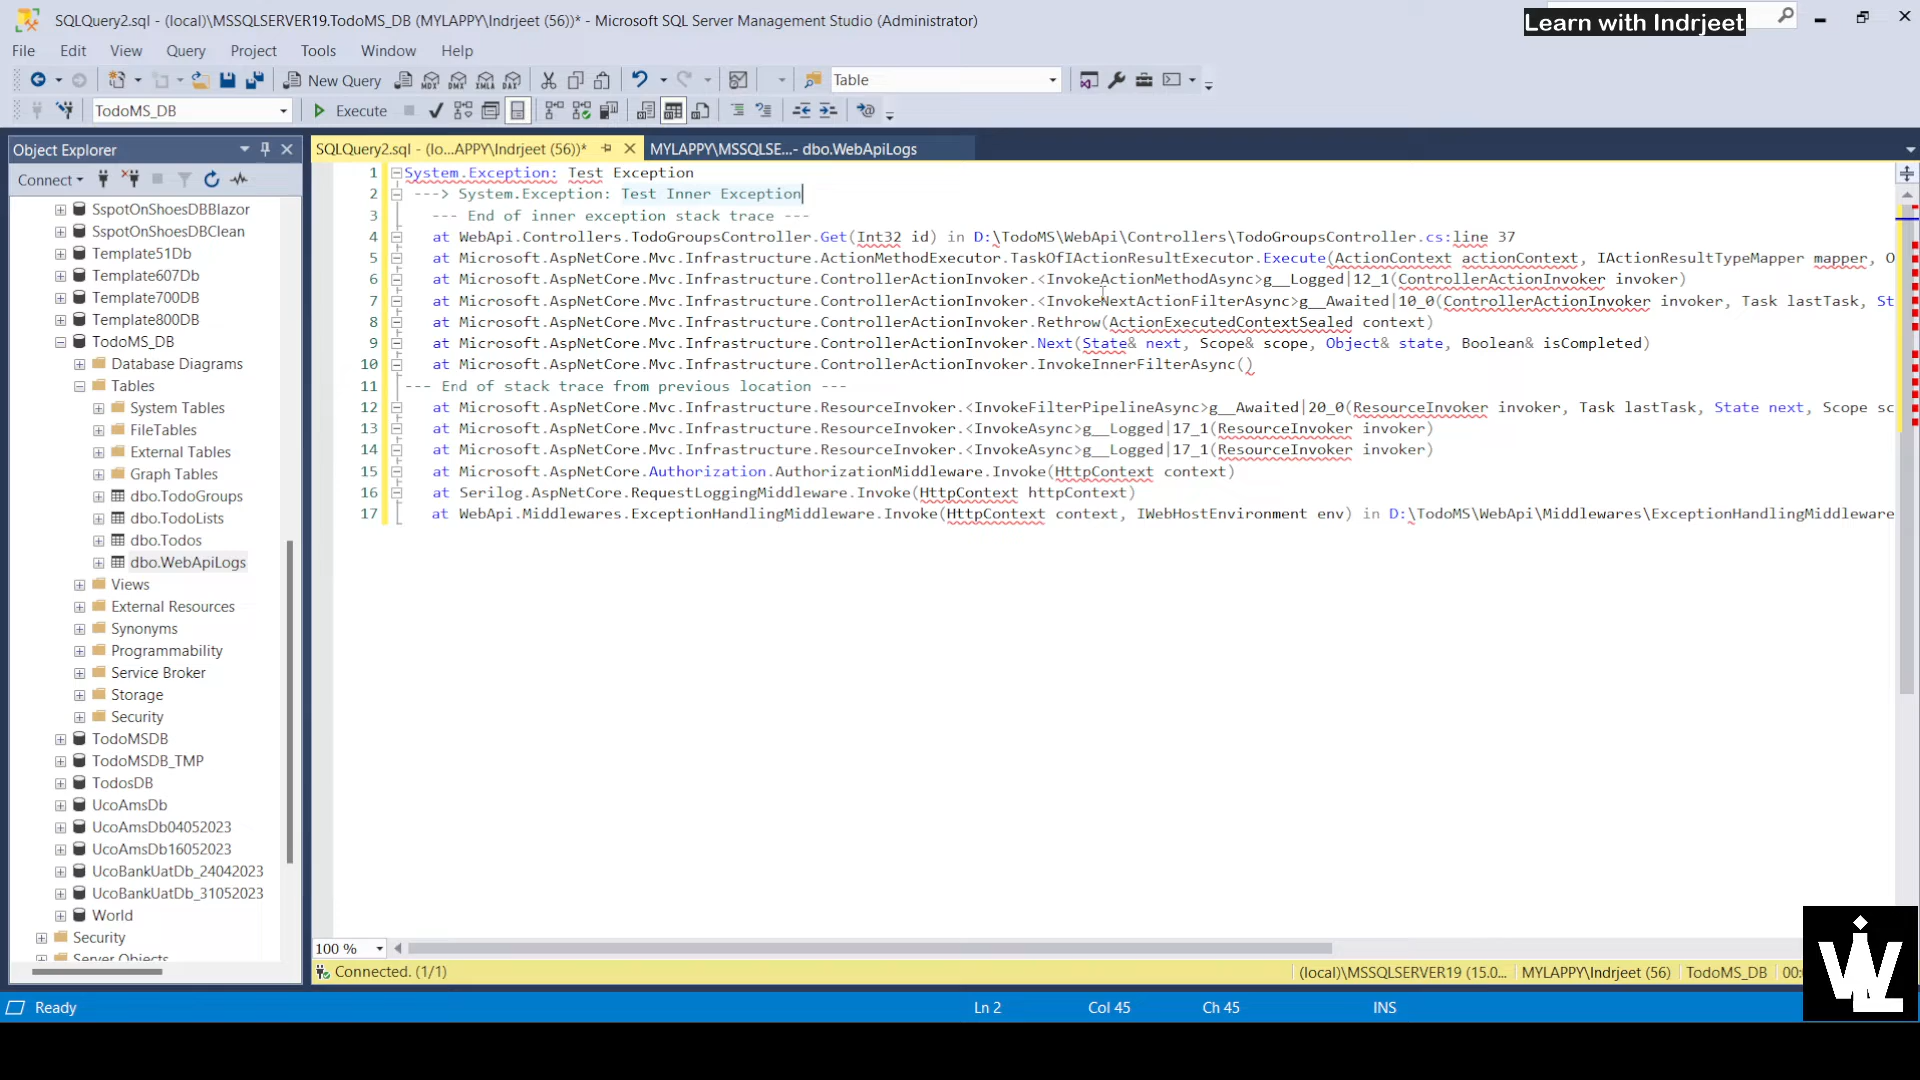 SQLQuery2.sql - (local)\MSSQLSERVER19.TodoMS_DB (MYLAPPY\Indrjeet (56))* - Microsoft SQL Server Management Studio (Administrator)
Learn with Indrjeet
File Edit View Query Project Tools Window Help
New Query
MDX DMX XMLA DAX
Table
TodoMS_DB
Execute
Object Explorer
SQLQuery2.sql - (lo...APPY\Indrjeet (56))*
MYLAPPY\MSSQLSE...- dbo.WebApiLogs
Connect
SspotOnShoesDBBlazor
SspotOnShoesDBClean
Template51Db
Template607Db
Template700DB
Template800DB
TodoMS_DB
Database Diagrams
Tables
System Tables
FileTables
External Tables
Graph Tables
dbo.TodoGroups
dbo.TodoLists
dbo.Todos
dbo.WebApiLogs
Views
External Resources
Synonyms
Programmability
Service Broker
Storage
Security
TodoMSDB
TodoMSDB_TMP
TodosDB
UcoAmsDb
UcoAmsDb04052023
UcoAmsDb16052023
UcoBankUatDb_24042023
UcoBankUatDb_31052023
World
Security
Server Objects
1 System.Exception: Test Exception
2 ---> System.Exception: Test Inner Exception
3 --- End of inner exception stack trace ---
4 at WebApi.Controllers.TodoGroupsController.Get(Int32 id) in D:\TodoMS\WebApi\Controllers\TodoGroupsController.cs:line 37
5 at Microsoft.AspNetCore.Mvc.Infrastructure.ActionMethodExecutor.TaskOfIActionResultExecutor.Execute(ActionContext actionContext, IActionResultTypeMapper mapper, O
6 at Microsoft.AspNetCore.Mvc.Infrastructure.ControllerActionInvoker.<InvokeActionMethodAsync>g__Logged|12_1(ControllerActionInvoker invoker)
7 at Microsoft.AspNetCore.Mvc.Infrastructure.ControllerActionInvoker.<InvokeNextActionFilterAsync>g__Awaited|10_0(ControllerActionInvoker invoker, Task lastTask, St
8 at Microsoft.AspNetCore.Mvc.Infrastructure.ControllerActionInvoker.Rethrow(ActionExecutedContextSealed context)
9 at Microsoft.AspNetCore.Mvc.Infrastructure.ControllerActionInvoker.Next(State& next, Scope& scope, Object& state, Boolean& isCompleted)
10 at Microsoft.AspNetCore.Mvc.Infrastructure.ControllerActionInvoker.InvokeInnerFilterAsync()
11 --- End of stack trace from previous location ---
12 at Microsoft.AspNetCore.Mvc.Infrastructure.ResourceInvoker.<InvokeFilterPipelineAsync>g__Awaited|20_0(ResourceInvoker invoker, Task lastTask, State next, Scope sc
13 at Microsoft.AspNetCore.Mvc.Infrastructure.ResourceInvoker.<InvokeAsync>g__Logged|17_1(ResourceInvoker invoker)
14 at Microsoft.AspNetCore.Mvc.Infrastructure.ResourceInvoker.<InvokeAsync>g__Logged|17_1(ResourceInvoker invoker)
15 at Microsoft.AspNetCore.Authorization.AuthorizationMiddleware.Invoke(HttpContext context)
16 at Serilog.AspNetCore.RequestLoggingMiddleware.Invoke(HttpContext httpContext)
17 at WebApi.Middlewares.ExceptionHandlingMiddleware.Invoke(HttpContext context, IWebHostEnvironment env) in D:\TodoMS\WebApi\Middlewares\ExceptionHandlingMiddleware
100 %
Connected. (1/1)
(local)\MSSQLSERVER19 (15.0... MYLAPPY\Indrjeet (56) TodoMS_DB 00:
Ready Ln 2 Col 45 Ch 45 INS